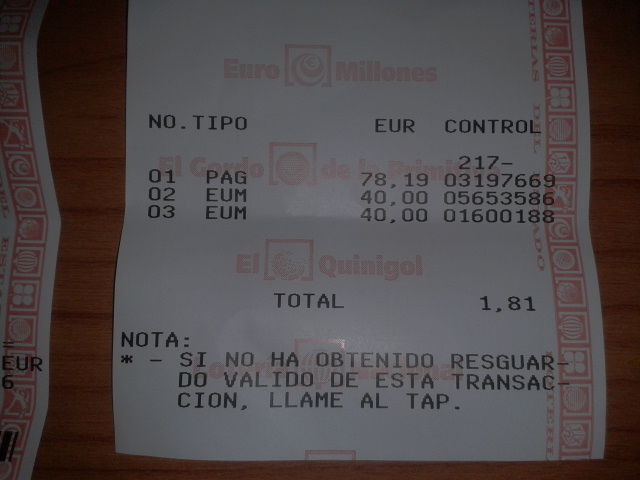 Euro Millones
NO.TIPO EUR CONTROL
217-
El Gordo de la Primitiva
01 PAG 78,19 03197669
02 EUM 40,00 05653586
03 EUM 40,00 01600188
El Quinigol
TOTAL 1,81
NOTA:
* - SI NO HA OBTENIDO RESGUAR-
DO VALIDO DE ESTA TRANSAC-
CION, LLAME AL TAP.
EUR
6